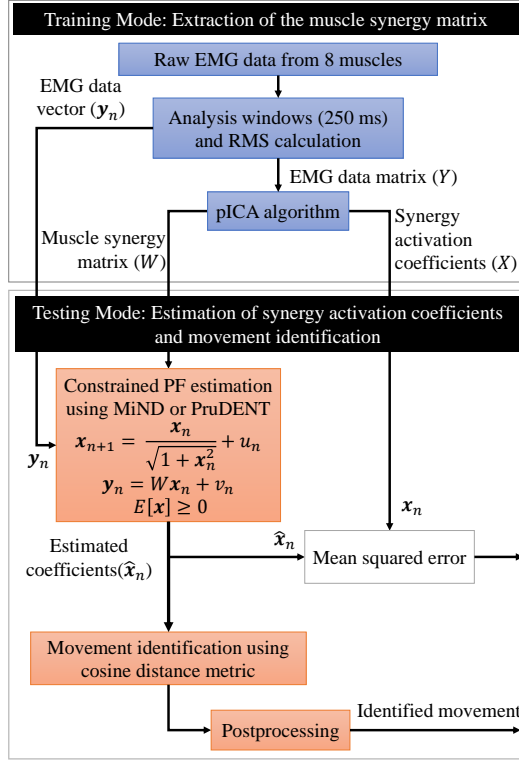 Training Mode: Extraction of the muscle synergy matrix
Raw EMG data from 8 muscles
EMG data
vector (𝒚ₙ)
Analysis windows (250 ms)
and RMS calculation
EMG data matrix (𝑌)
pICA algorithm
Muscle synergy
matrix (𝑊)
Synergy
activation
coefficients (𝑋)
Testing Mode: Estimation of synergy activation coefficients
and movement identification
Constrained PF estimation
using MiND or PruDENT
𝒙ₙ₊₁ = 𝒙ₙ / √(1 + 𝒙ₙ²) + 𝑢ₙ
𝒚ₙ = 𝑊𝒙ₙ + 𝑣ₙ
𝐸[𝒙] ≥ 0
𝒚ₙ
𝒙ₙ
Estimated
coefficients(𝒙̂ₙ)
𝒙̂ₙ
Mean squared error
Movement identification using
cosine distance metric
Postprocessing
Identified movement